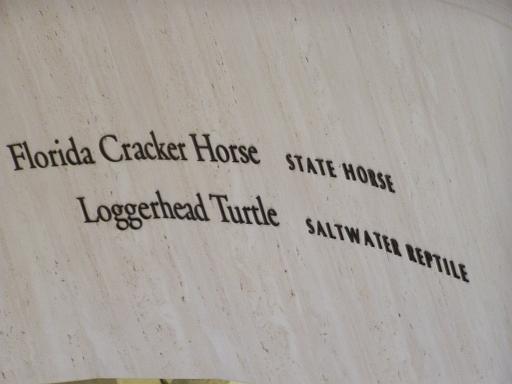 Florida Cracker Horse STATE HORSE
Loggerhead Turtle SALTWATER REPTILE